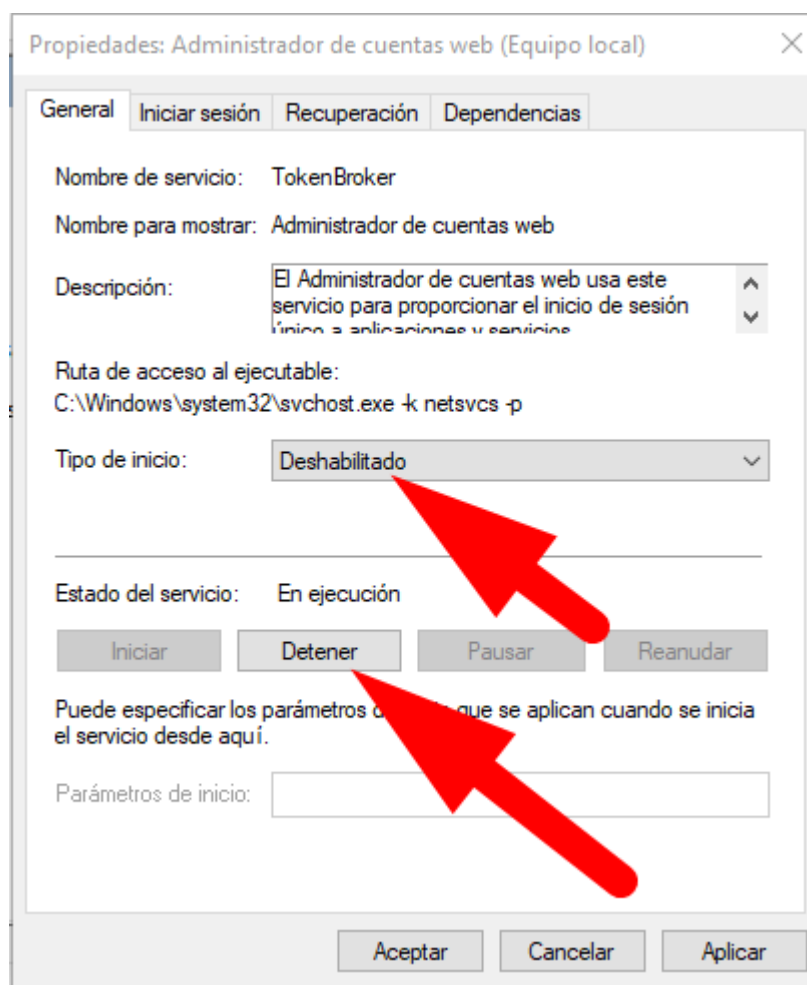 Propiedades: Administrador de cuentas web (Equipo local)
General Iniciar sesión Recuperación Dependencias
Nombre de servicio: TokenBroker
Nombre para mostrar: Administrador de cuentas web
Descripción: El Administrador de cuentas web usa este
servicio para proporcionar el inicio de sesión
único a aplicaciones y servicios
Ruta de acceso al ejecutable:
C:\Windows\system32\svchost.exe -k netsvcs -p
Tipo de inicio: Deshabilitado
Estado del servicio: En ejecución
Iniciar Detener Pausar Reanudar
Puede especificar los parámetros que se aplican cuando se inicia
el servicio desde aquí.
Parámetros de inicio:
Aceptar Cancelar Aplicar